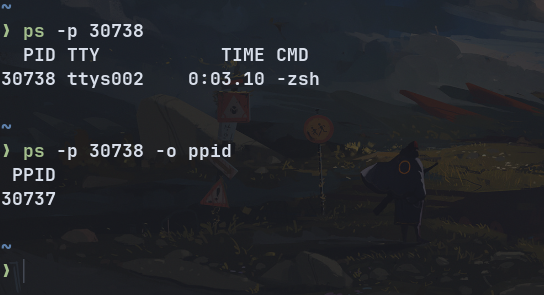 ~
❯ ps -p 30738
  PID TTY           TIME CMD
30738 ttys002    0:03.10 -zsh
~
❯ ps -p 30738 -o ppid
 PPID
30737
~
❯